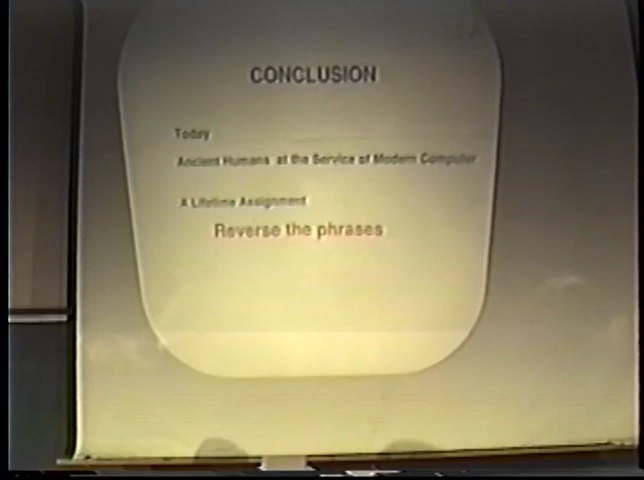 CONCLUSION
Today
Ancient Humans at the Service of Modern Computer
A Lifetime Assignment
Reverse the phrases